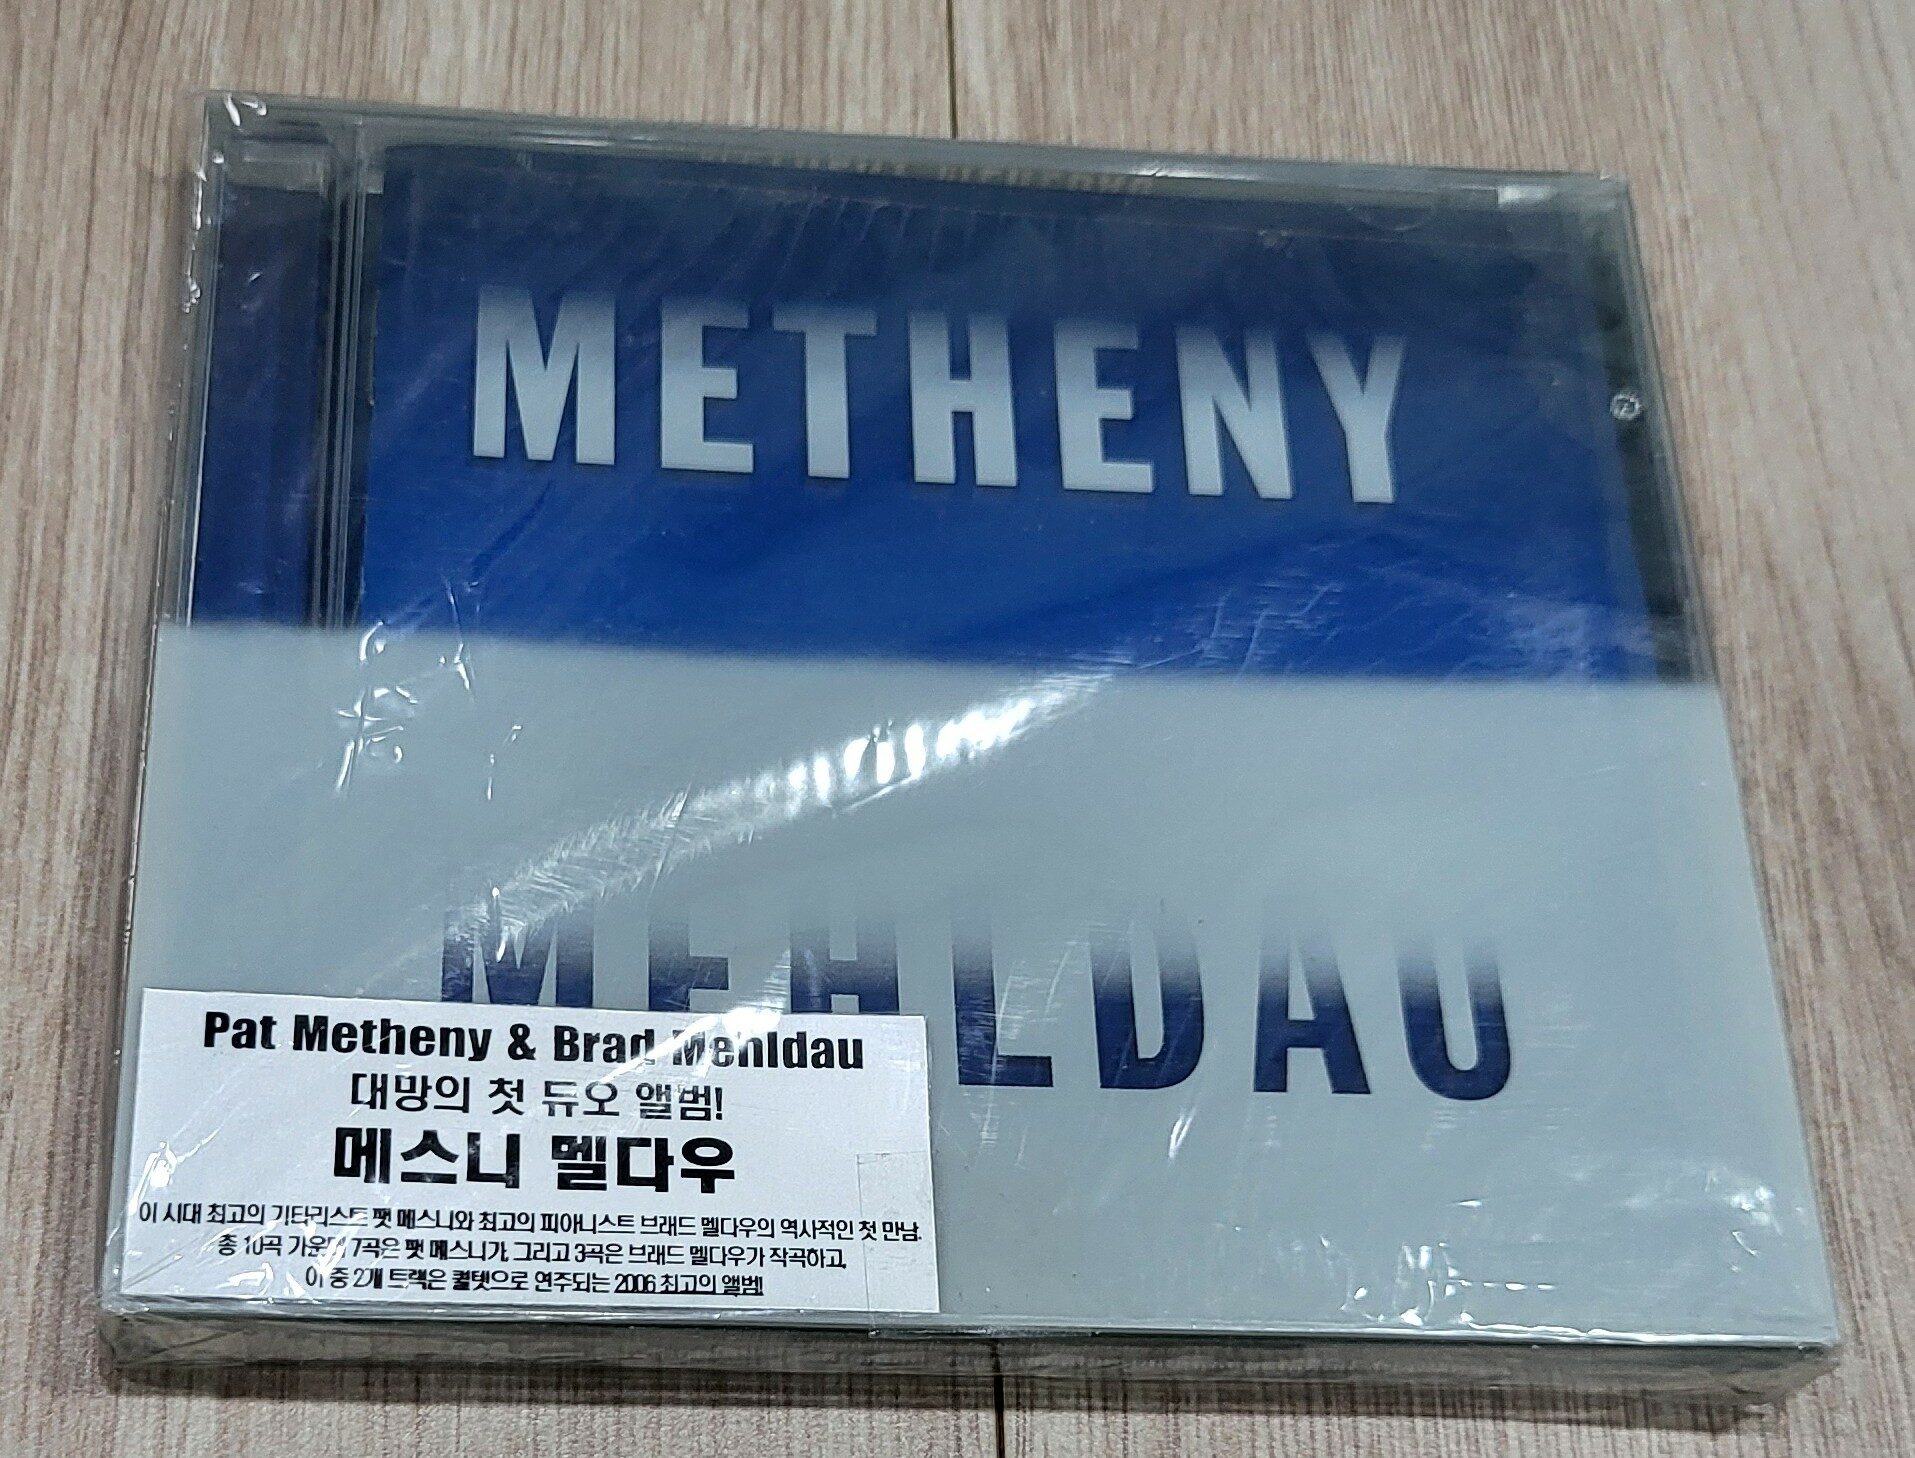 METHENY
MEHLDAU
Pat Metheny & Brad Mehldau
대망의 첫 듀오 앨범!
메스니 멜다우
이 시대 최고의 기타리스트 팻 메스니와 최고의 피아니스트 브래드 멜다우의 역사적인 첫 만남.
총 10곡 가운데 7곡은 팻 메스니가, 그리고 3곡은 브래드 멜다우가 작곡하고,
이 중 2개 트랙은 퀄텟으로 연주되는 2006 최고의 앨범!